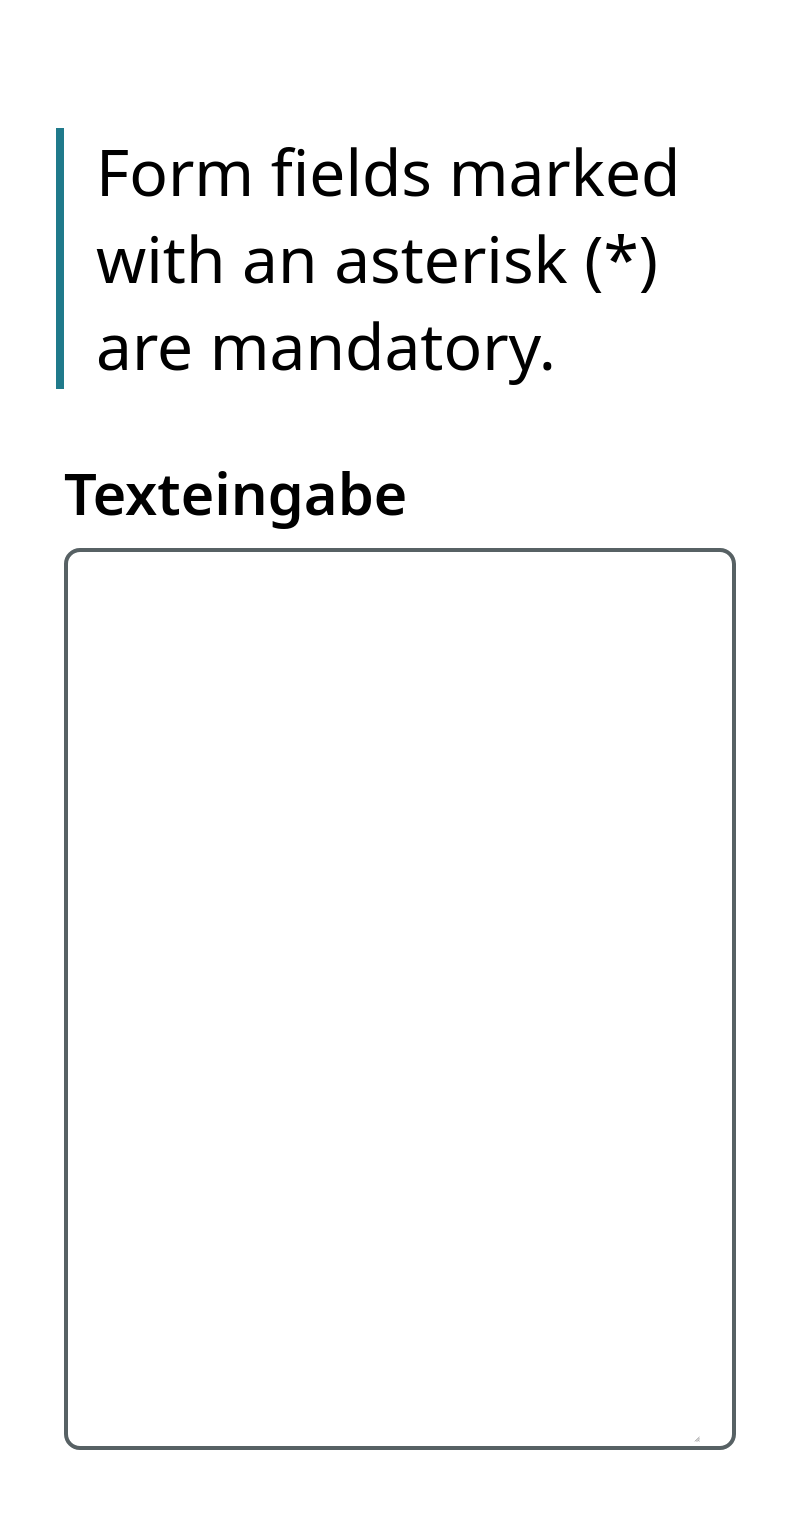 Form fields marked
with an asterisk (*)
are mandatory.
Texteingabe